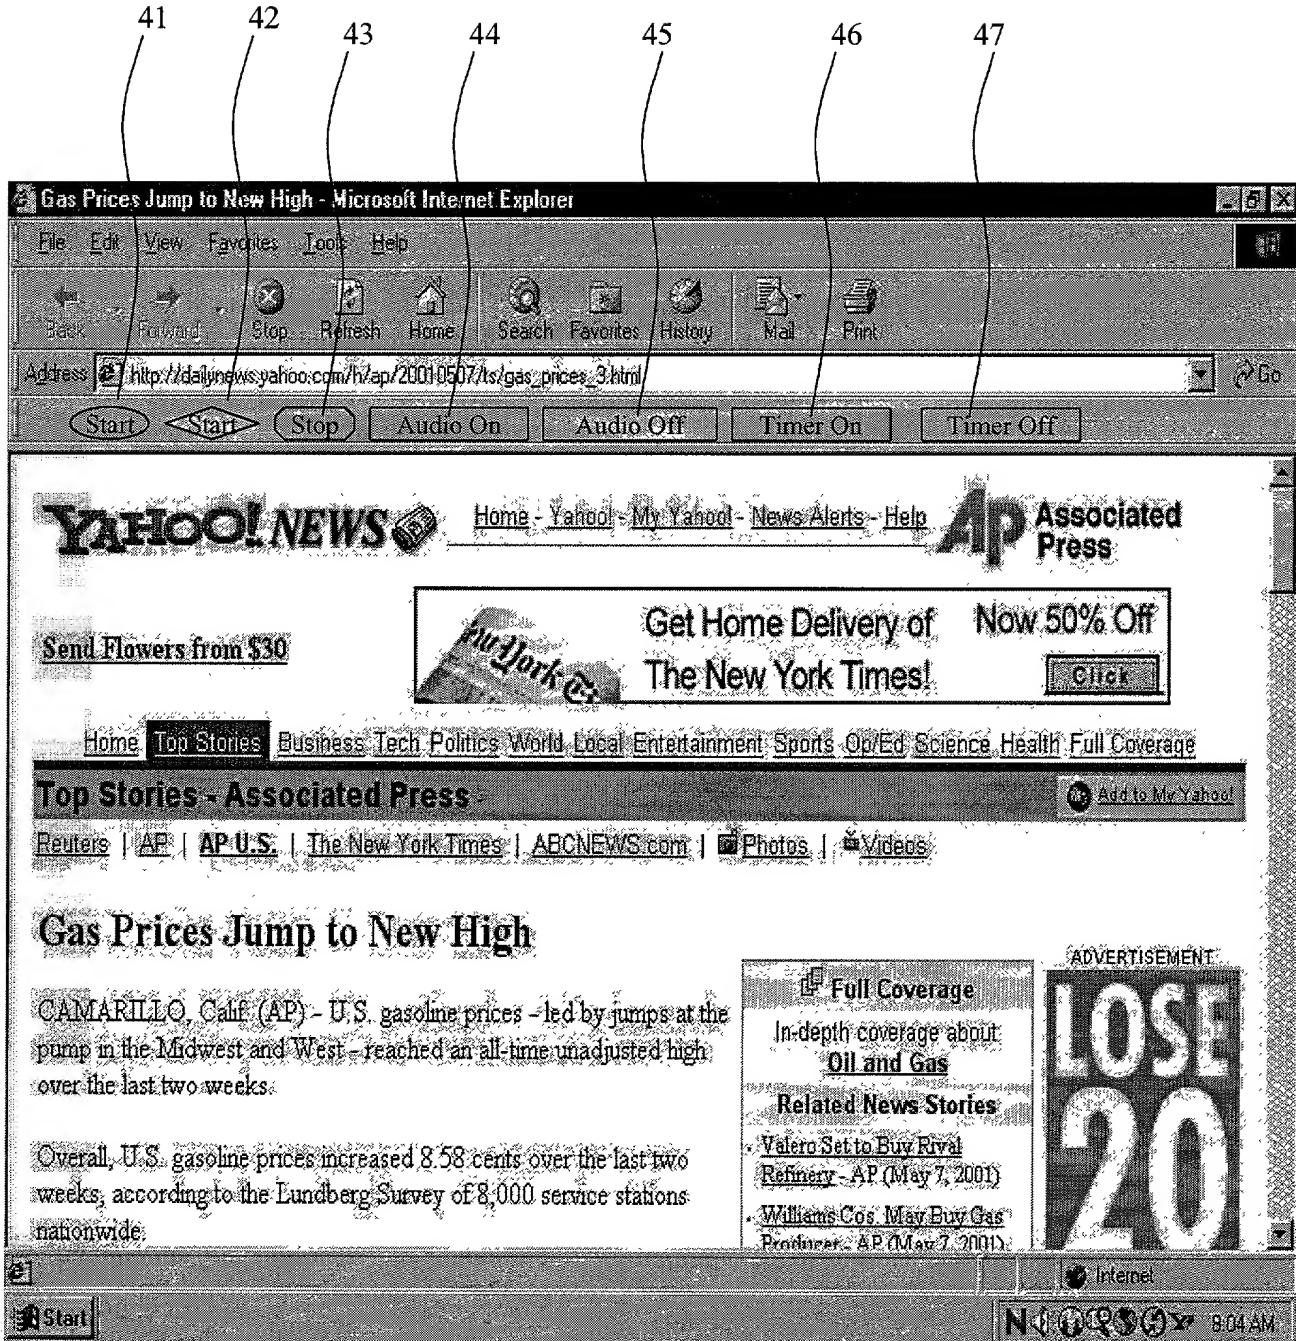 41 42 43 44 45 46 47
Gas Prices Jump to New High - Microsoft Internet Explorer
File Edit View Favorites Tools Help
Back Forward Stop Refresh Home Search Favorites History Mail Print
Address http://dailynews.yahoo.com/h/ap/20010507/ts/gas_prices_3.html Go
Start Start Stop Audio On Audio Off Timer On Timer Off
YAHOO! NEWS Home - Yahoo! - My Yahoo! - News Alerts - Help AP Associated
Press
Send Flowers from $30
New York
Get Home Delivery of Now 50% Off
The New York Times! Click
Home Top Stories Business Tech Politics World Local Entertainment Sports Op/Ed Science Health Full Coverage
Top Stories - Associated Press Add to My Yahoo!
Reuters | AP | AP U.S. | The New York Times | ABCNEWS.com | Photos | Videos
Gas Prices Jump to New High
CAMARILLO, Calif. (AP) - U.S. gasoline prices - led by jumps at the
pump in the Midwest and West - reached an all-time unadjusted high
over the last two weeks.
Overall, U.S. gasoline prices increased 8.58 cents over the last two
weeks, according to the Lundberg Survey of 8,000 service stations
nationwide.
Full Coverage
In-depth coverage about
Oil and Gas
Related News Stories
Valero Set to Buy Rival
Refinery - AP (May 7, 2001)
Williams Cos. May Buy Gas
Producer - AP (May 7, 2001)
ADVERTISEMENT
LOSE
20
Internet
Start 8:04 AM